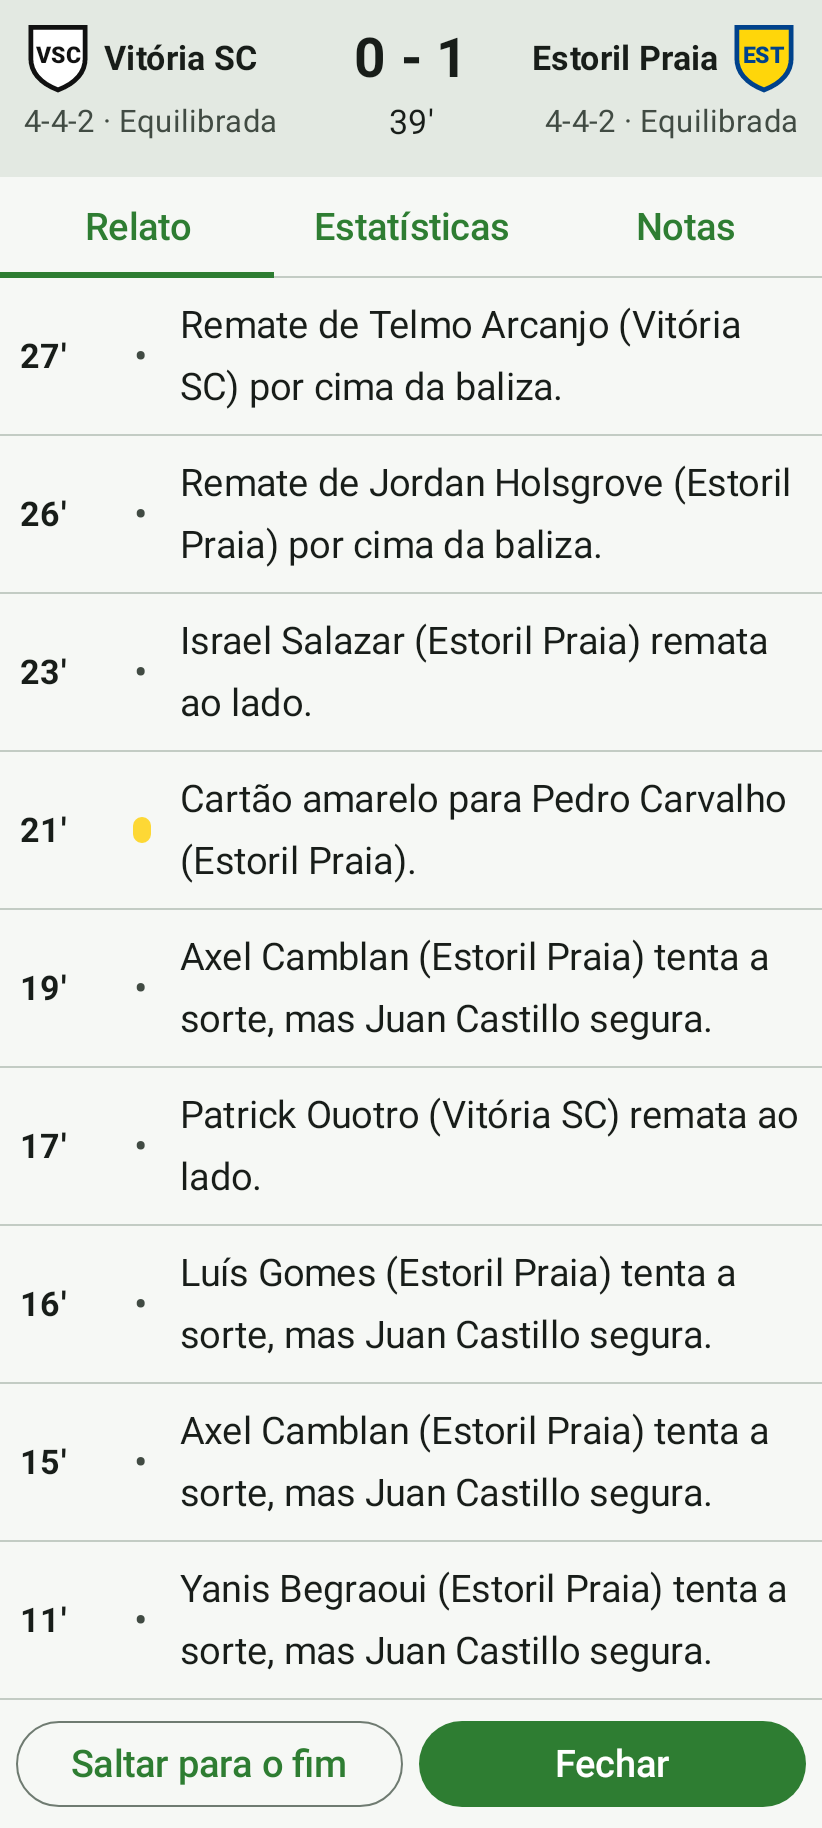 VSC Vitória SC 0 - 1 Estoril Praia EST
4-4-2 · Equilibrada 39' 4-4-2 · Equilibrada
Relato Estatísticas Notas
27' • Remate de Telmo Arcanjo (Vitória
SC) por cima da baliza.
26' • Remate de Jordan Holsgrove (Estoril
Praia) por cima da baliza.
23' • Israel Salazar (Estoril Praia) remata
ao lado.
21' Cartão amarelo para Pedro Carvalho
(Estoril Praia).
19' • Axel Camblan (Estoril Praia) tenta a
sorte, mas Juan Castillo segura.
17' • Patrick Ouotro (Vitória SC) remata ao
lado.
16' • Luís Gomes (Estoril Praia) tenta a
sorte, mas Juan Castillo segura.
15' • Axel Camblan (Estoril Praia) tenta a
sorte, mas Juan Castillo segura.
11' • Yanis Begraoui (Estoril Praia) tenta a
sorte, mas Juan Castillo segura.
Saltar para o fim Fechar